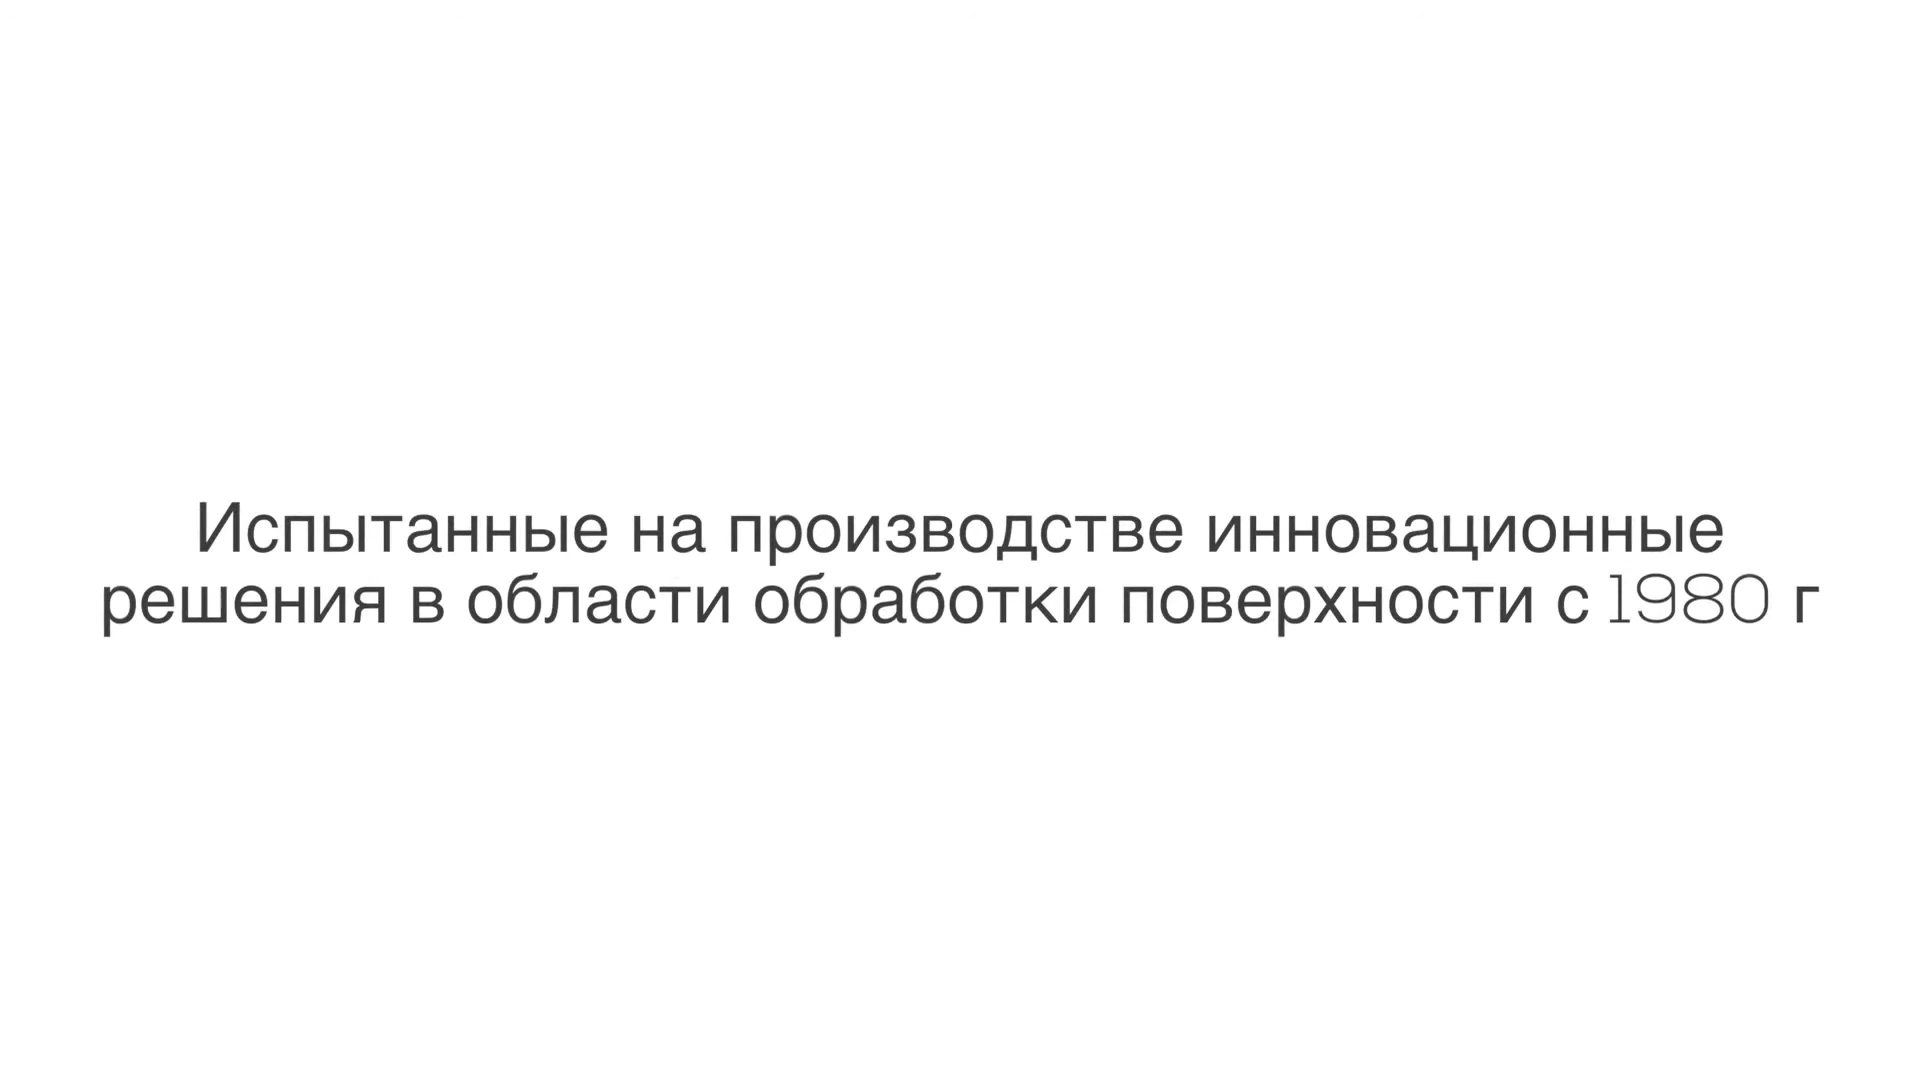 Испытанные на производстве инновационные
решения в области обработки поверхности с 1980 г